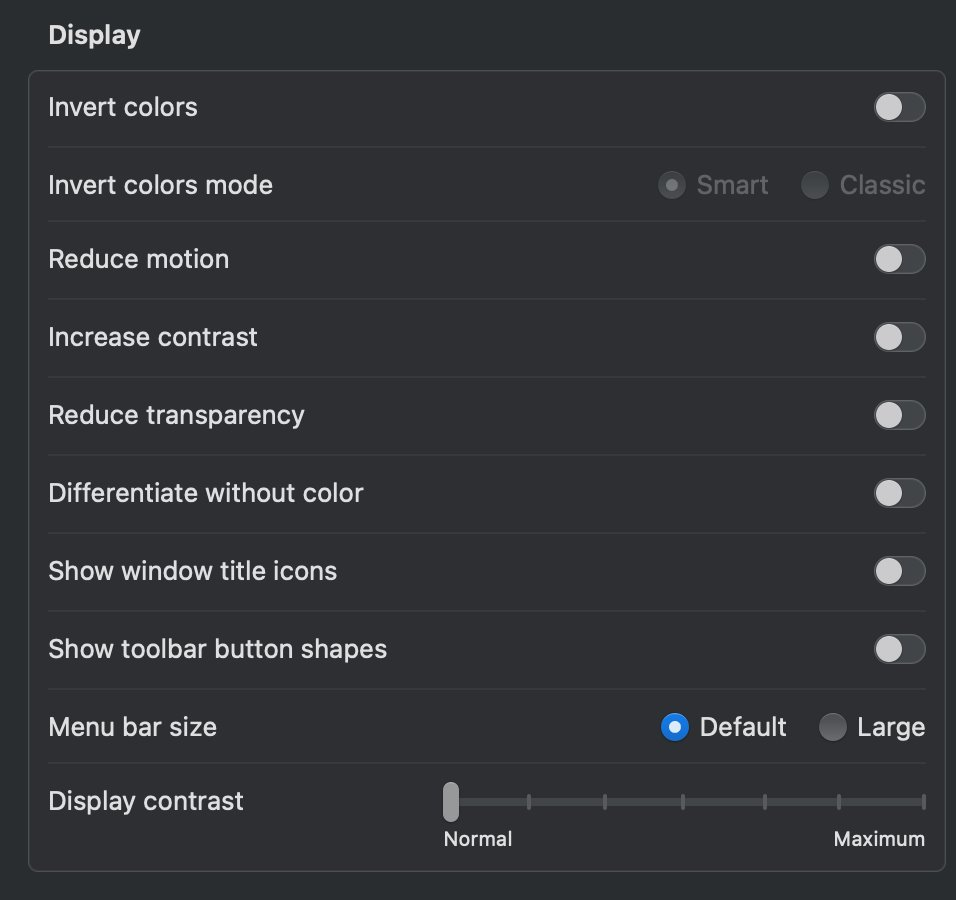 Display
Invert colors
Invert colors mode Smart Classic
Reduce motion
Increase contrast
Reduce transparency
Differentiate without color
Show window title icons
Show toolbar button shapes
Menu bar size Default Large
Display contrast
Normal Maximum